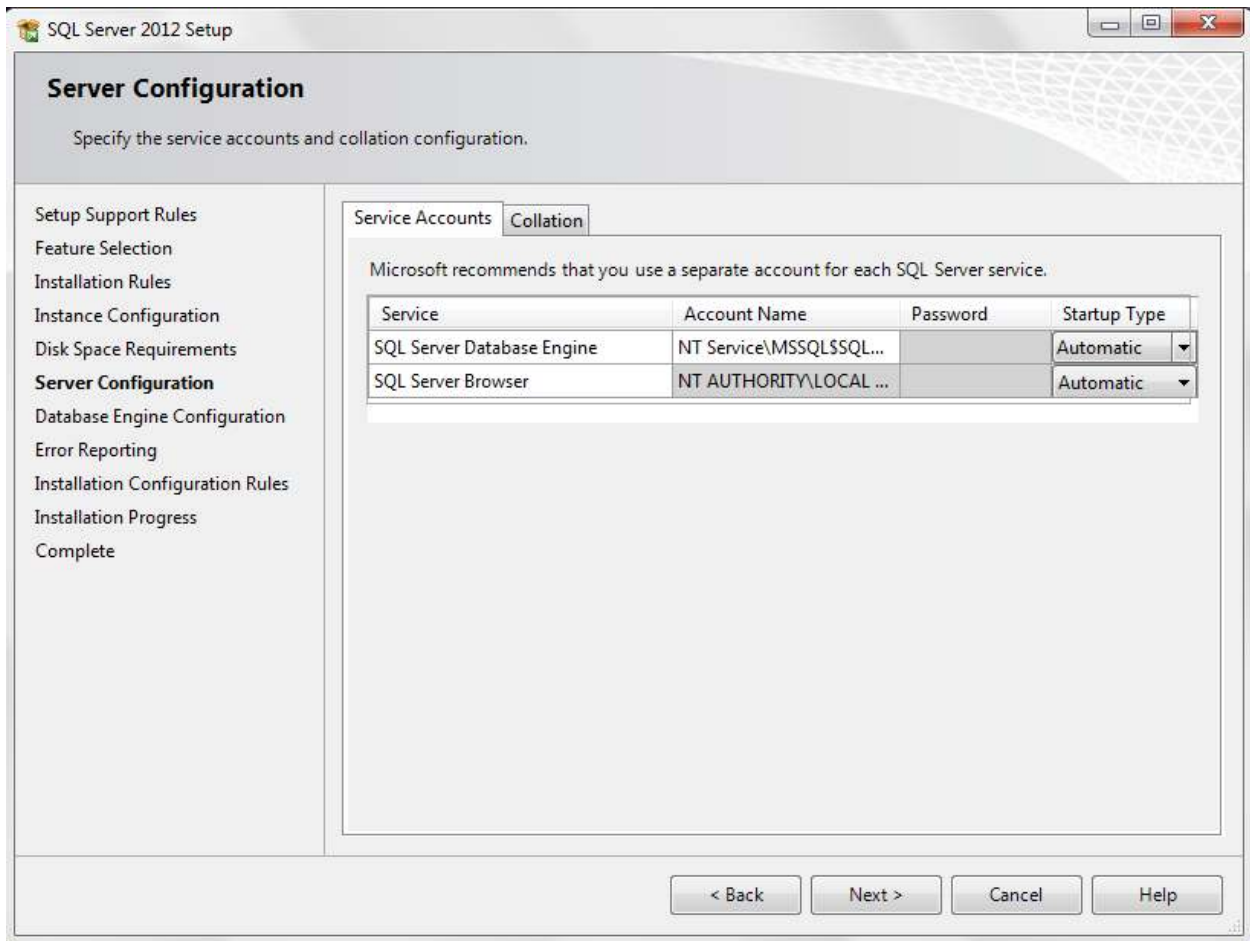 SQL Server 2012 Setup
Server Configuration
Specify the service accounts and collation configuration.
Setup Support Rules
Feature Selection
Installation Rules
Instance Configuration
Disk Space Requirements
Server Configuration
Database Engine Configuration
Error Reporting
Installation Configuration Rules
Installation Progress
Complete
Service Accounts Collation
Microsoft recommends that you use a separate account for each SQL Server service.
Service Account Name Password Startup Type
SQL Server Database Engine NT Service\MSSQL$SQL... Automatic
SQL Server Browser NT AUTHORITY\LOCAL ... Automatic
< Back Next > Cancel Help